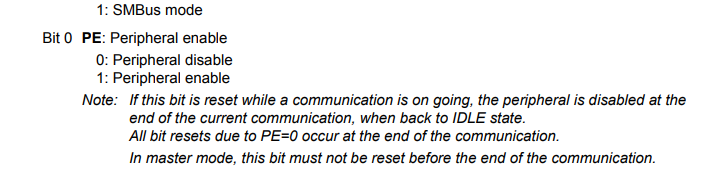 1: SMBus mode
Bit 0 PE: Peripheral enable
0: Peripheral disable
1: Peripheral enable
Note: If this bit is reset while a communication is on going, the peripheral is disabled at the
end of the current communication, when back to IDLE state.
All bit resets due to PE=0 occur at the end of the communication.
In master mode, this bit must not be reset before the end of the communication.